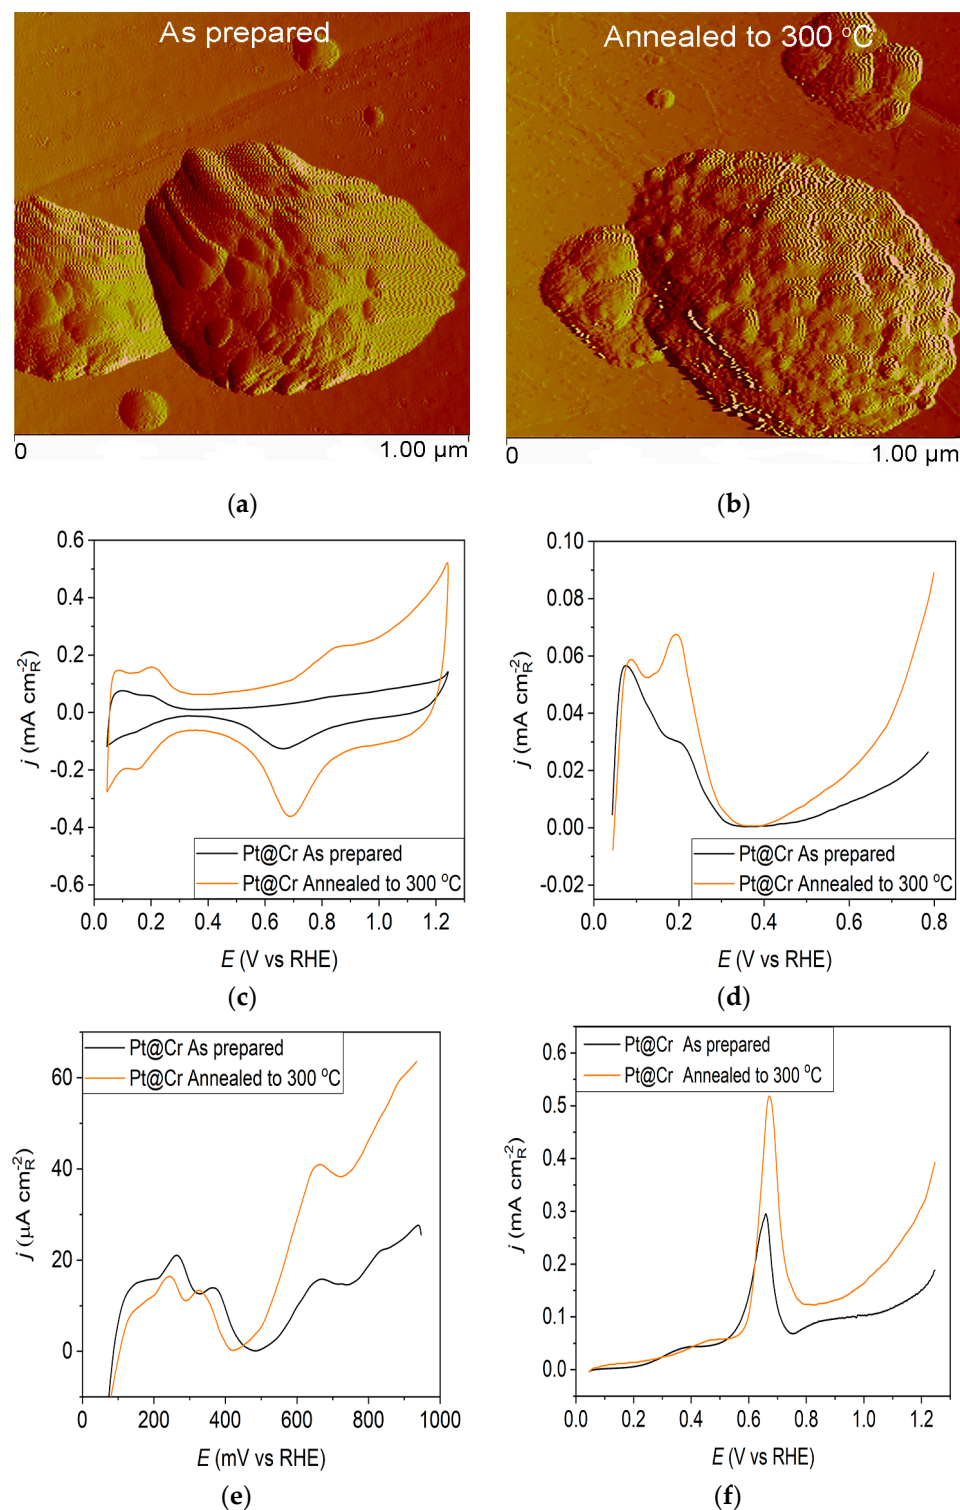 As prepared
Annealed to 300 °C
0
1.00 µm
0
1.00 µm
(a)
(b)
0.6
0.4
0.2
0.0
-0.2
-0.4
-0.6
j (mA cm_R^-2)
Pt@Cr As prepared
Pt@Cr Annealed to 300 °C
0.0 0.2 0.4 0.6 0.8 1.0 1.2
E (V vs RHE)
(c)
0.10
0.08
0.06
0.04
0.02
0.00
-0.02
j (mA cm_R^-2)
Pt@Cr As prepared
Pt@Cr Annealed to 300 °C
0.0 0.2 0.4 0.6 0.8
E (V vs RHE)
(d)
Pt@Cr As prepared
Pt@Cr Annealed to 300 °C
60
40
20
0
j (µA cm_R^-2)
0 200 400 600 800 1000
E (mV vs RHE)
(e)
Pt@Cr As prepared
Pt@Cr Annealed to 300 °C
0.6
0.5
0.4
0.3
0.2
0.1
0.0
j (mA cm_R^-2)
0.0 0.2 0.4 0.6 0.8 1.0 1.2
E (V vs RHE)
(f)